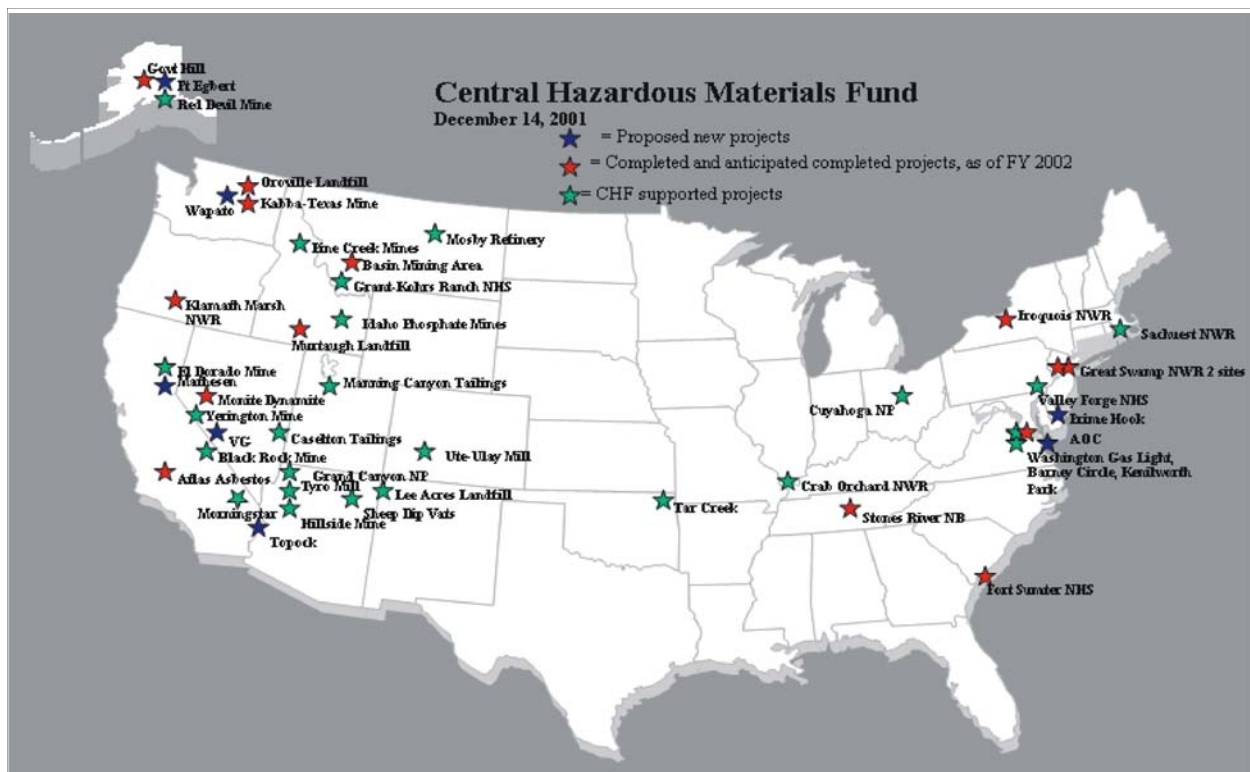 Govt Hill
Ft Egbert
Red Devil Mine
Central Hazardous Materials Fund
December 14, 2001
= Proposed new projects
= Completed and anticipated completed projects, as of FY 2002
= CHF supported projects
Oroville Landfill
Wapato
Kabba-Texas Mine
Pine Creek Mines
Mosby Refinery
Basin Mining Area
Grant-Kohrs Ranch NHS
Klamath Marsh
NWR
Idaho Phosphate Mines
Murtaugh Landfill
Iroquois NWR
Sachuest NWR
El Dorado Mine
Mathesen
Manning Canyon Tailings
Monite Dynamite
Yerington Mine
VG
Caselton Tailings
Black Rock Mine
Ute-Ulay Mill
Atlas Asbestos
Grand Canyon NP
Tyro Mill
Lee Acres Landfill
Morningstar
Sheep Dip Vats
Hillside Mine
Topock
Great Swamp NWR 2 sites
Cuyahoga NP
Valley Forge NHS
Prime Hook
AOC
Washington Gas Light,
Barney Circle, Kenilworth
Park
Crab Orchard NWR
Tar Creek
Stones River NB
Fort Sumter NHS